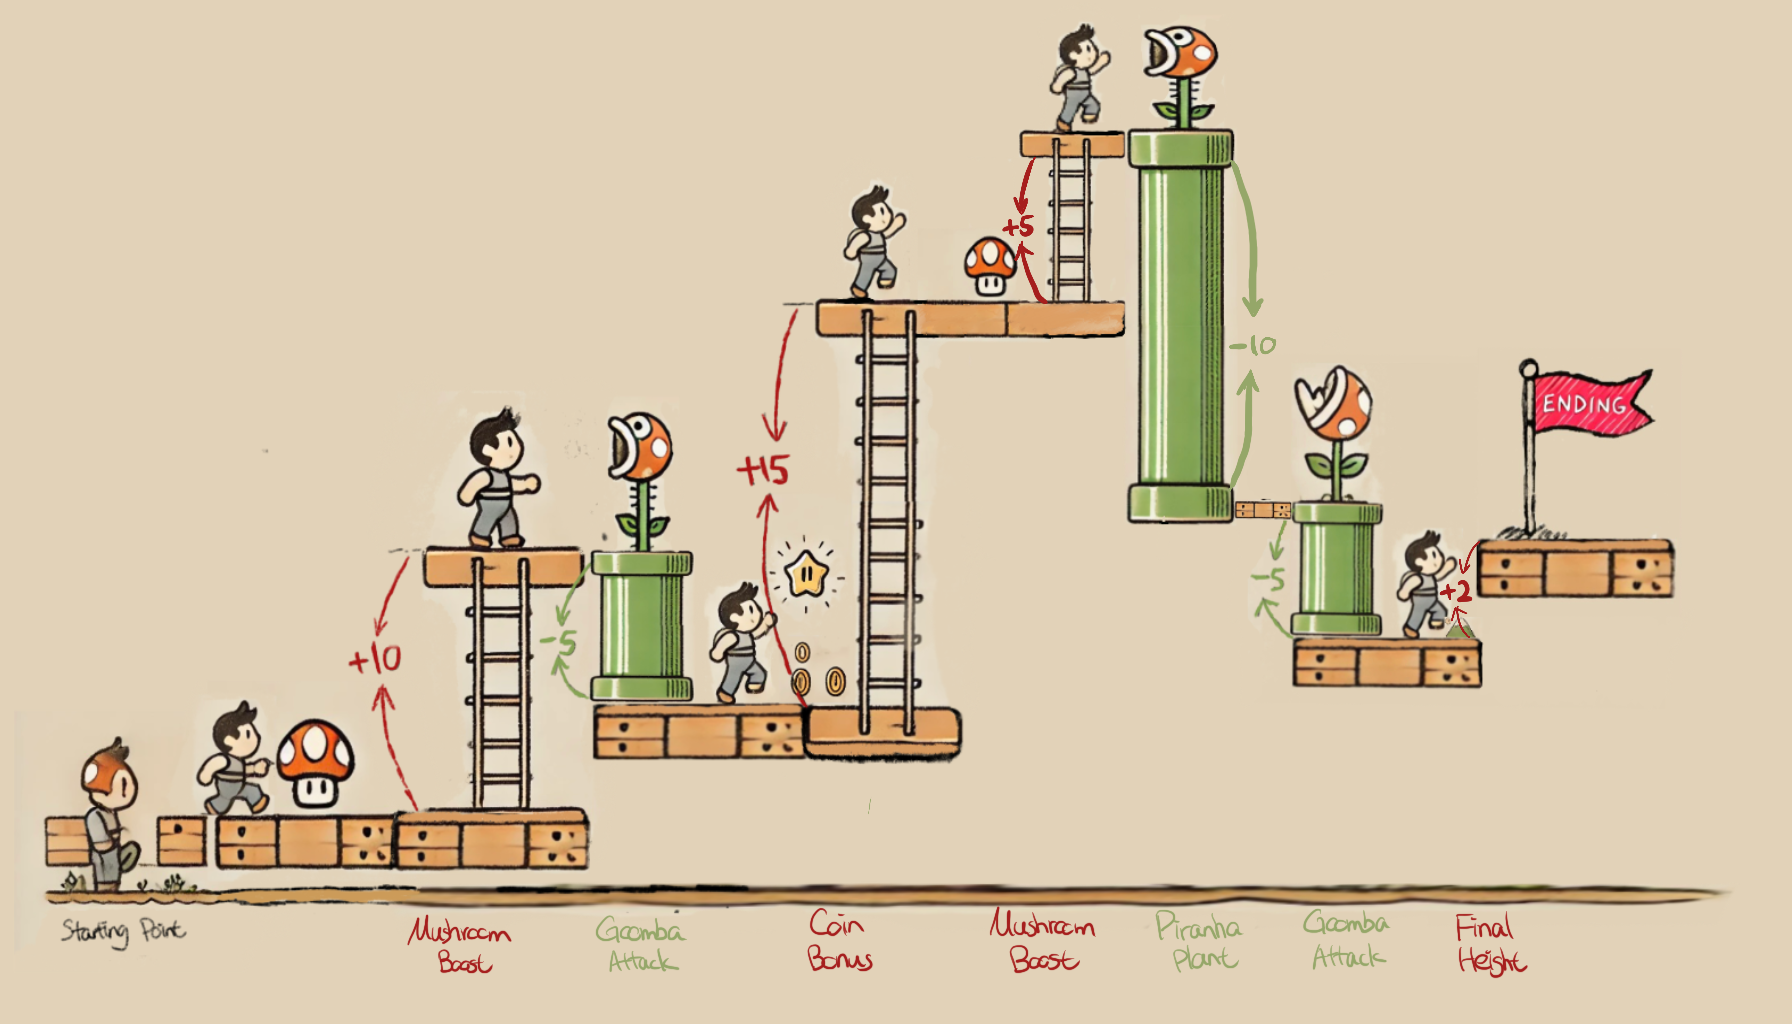 +5
-10
ENDING
+15
-5
+2
-5
+10
Starting Point
Mushroom
Boost
Goomba
Attack
Coin
Bonus
Mushroom
Boost
Piranha
Plant
Goomba
Attack
Final
Height